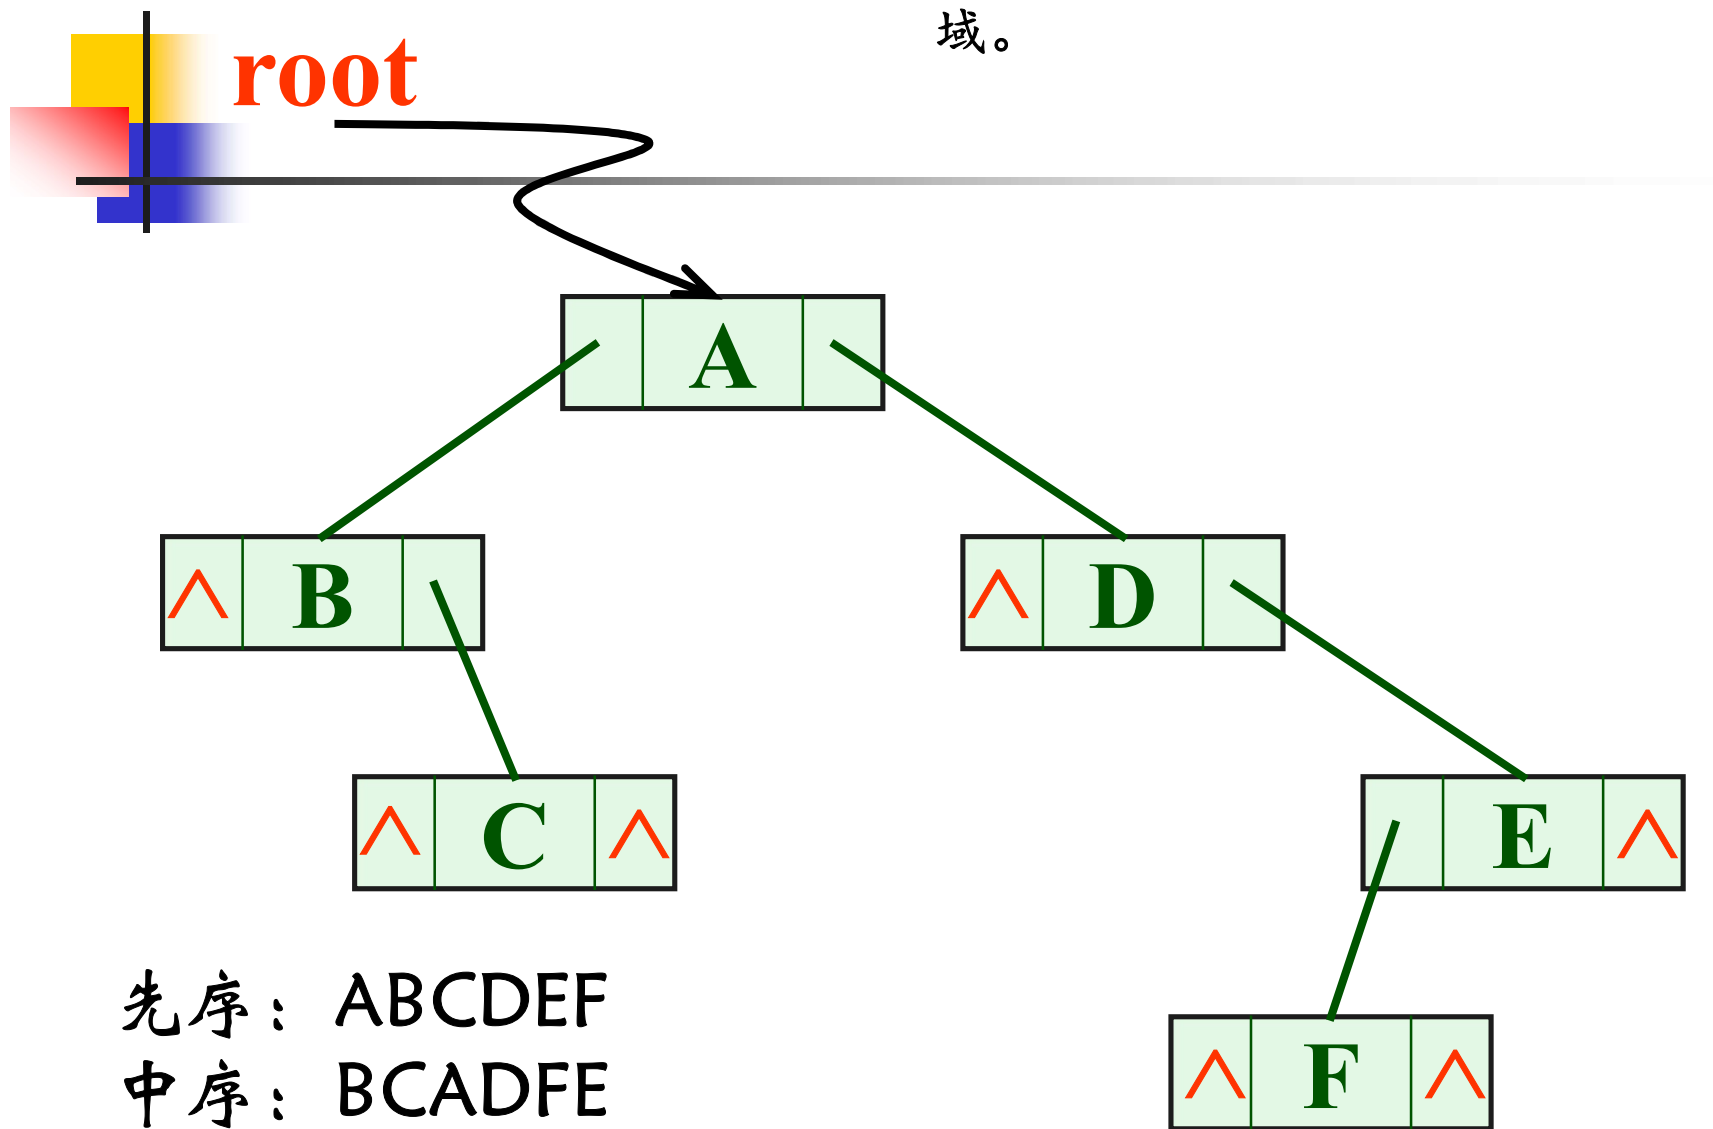 域。
root
A
^ B
^ D
^ C ^
E ^
^ F ^
先序：ABCDEF
中序：BCADFE